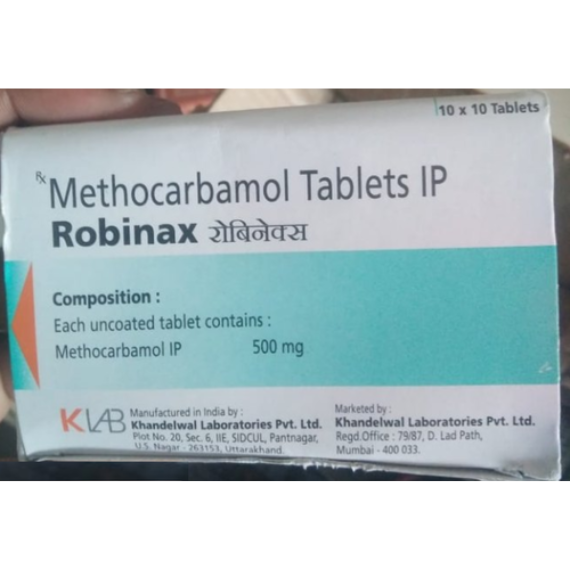 10 x 10 Tablets
Rx
Methocarbamol Tablets IP
Robinax रोबिनेक्स
Composition :
Each uncoated tablet contains :
Methocarbamol IP 500 mg
KLAB
Manufactured in India by :
Khandelwal Laboratories Pvt. Ltd.
Plot No. 20, Sec. 6, IIE, SIDCUL, Pantnagar,
U.S. Nagar - 263153, Uttarakhand.
Marketed by :
Khandelwal Laboratories Pvt. Ltd.
Regd.Office : 79/87, D. Lad Path,
Mumbai - 400 033.